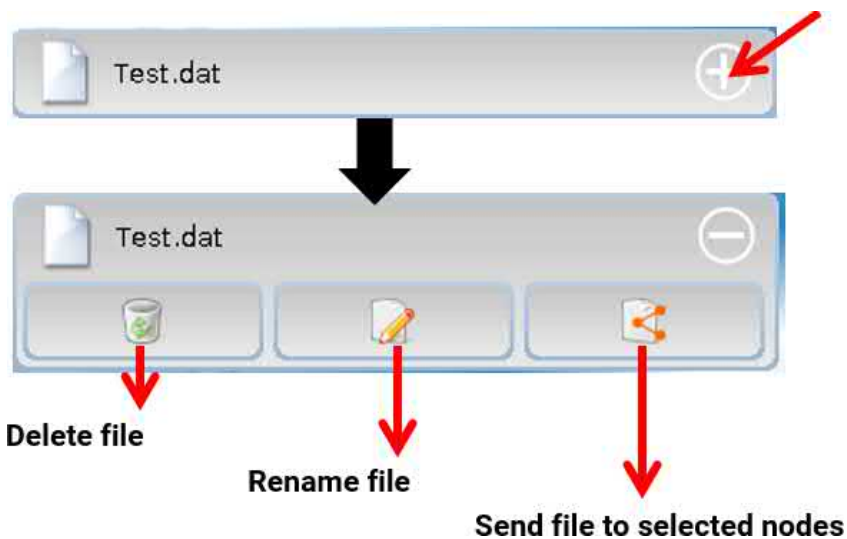 Test.dat
Test.dat
Delete file
Rename file
Send file to selected nodes